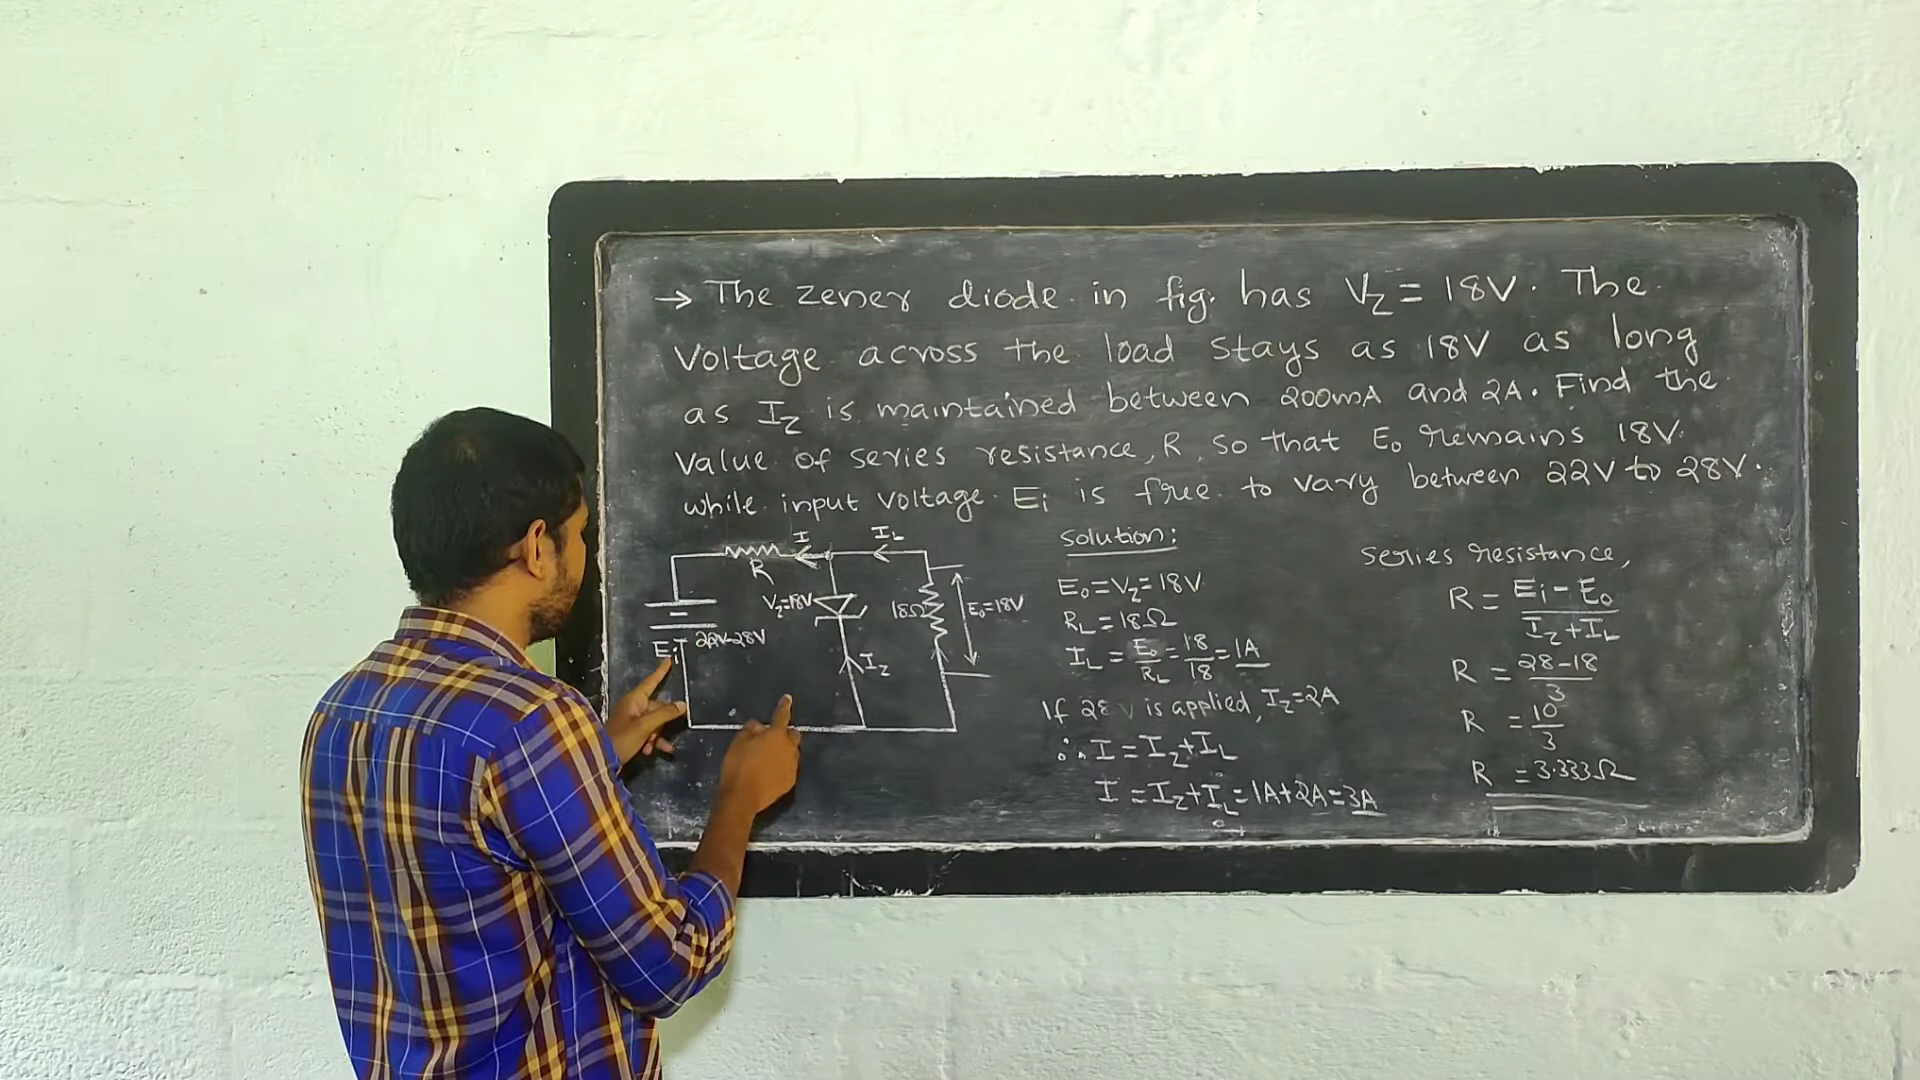 → The zener diode in fig. has VZ = 18V. The
Voltage across the load stays as 18V as long
as IZ is maintained between 200mA and 2A. Find the
value of series resistance, R, so that E₀ remains 18V.
while input voltage Ei is free to vary between 22V to 28V.
I
IL
R
VZ=18V
18Ω
E₀=18V
22V-28V
Ei
IZ
Solution:
E₀=VZ=18V
RL=18Ω
IL = E₀/RL = 18/18 = 1A
If 28V is applied, IZ=2A
∴ I = IZ+IL
I = IZ+IL = 1A+2A = 3A
Series resistance,
R = Ei-E₀/IZ+IL
R = 28-18/3
R = 10/3
R = 3.333Ω